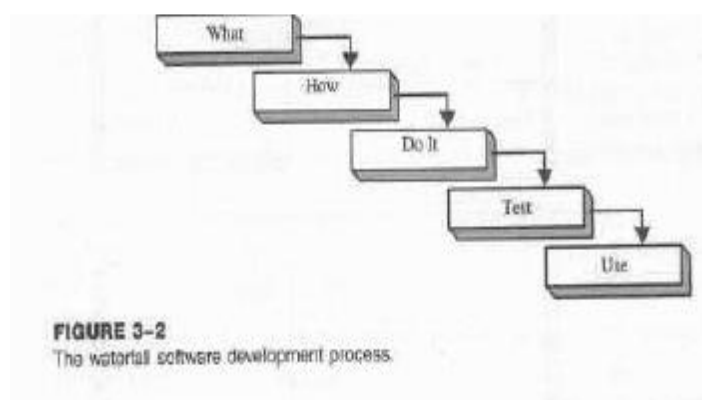 What
How
Do It
Test
Use
FIGURE 3-2
The waterfall software development process.